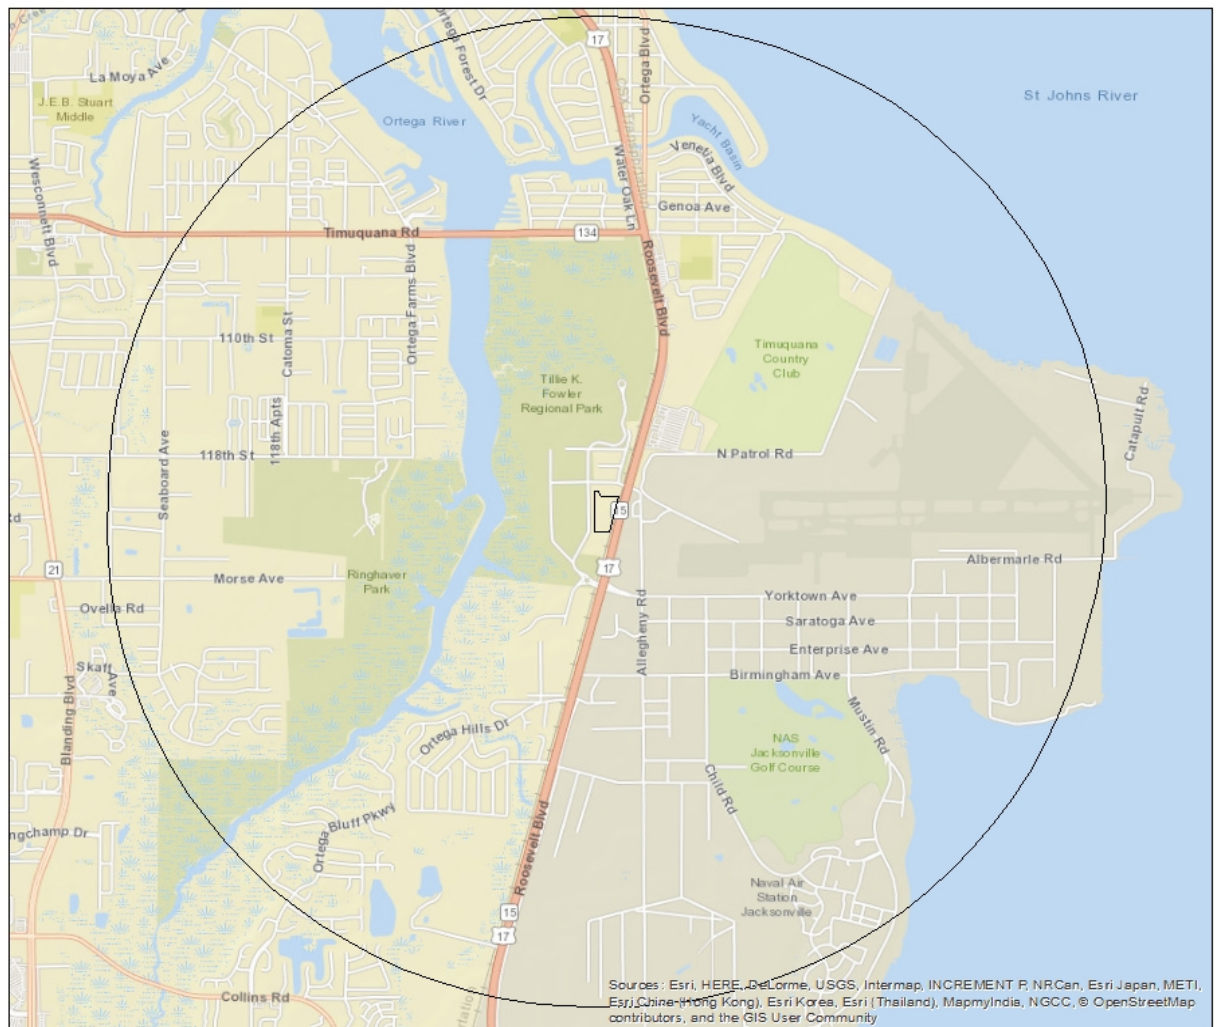 17
Ortega Forest Dr
Ortega Blvd
La Moya Ave
CSX Transportation
St Johns River
J.E.B. Stuart
Middle
Ortega River
Yacht Basin
Venetia Blvd
Water Oak Ln
Wesconnett Blvd
Genoa Ave
Timuquana Rd
134
Roosevelt Blvd
Ortega Farms Blvd
110th St
Catoma St
Timuquana
Country
Club
Tillie K.
Fowler
Regional Park
Catapult Rd
118th Apts
Seaboard Ave
118th St
N Patrol Rd
Rd
15
21
17
Albermarle Rd
Morse Ave
Ringhaver
Park
Yorktown Ave
Ovella Rd
Allegheny Rd
Saratoga Ave
Enterprise Ave
Skaff Ave
Birmingham Ave
Blanding Blvd
Mustin Rd
Ortega Hills Dr
NAS
Jacksonville
Golf Course
Child Rd
Ortega Bluff Pkwy
ngchamp Dr
Roosevelt Blvd
Naval Air
Station
Jacksonville
15
17
Collins Rd
Sources: Esri, HERE, DeLorme, USGS, Intermap, INCREMENT P, NRCan, Esri Japan, METI,
Esri China (Hong Kong), Esri Korea, Esri (Thailand), MapmyIndia, NGCC, © OpenStreetMap
contributors, and the GIS User Community